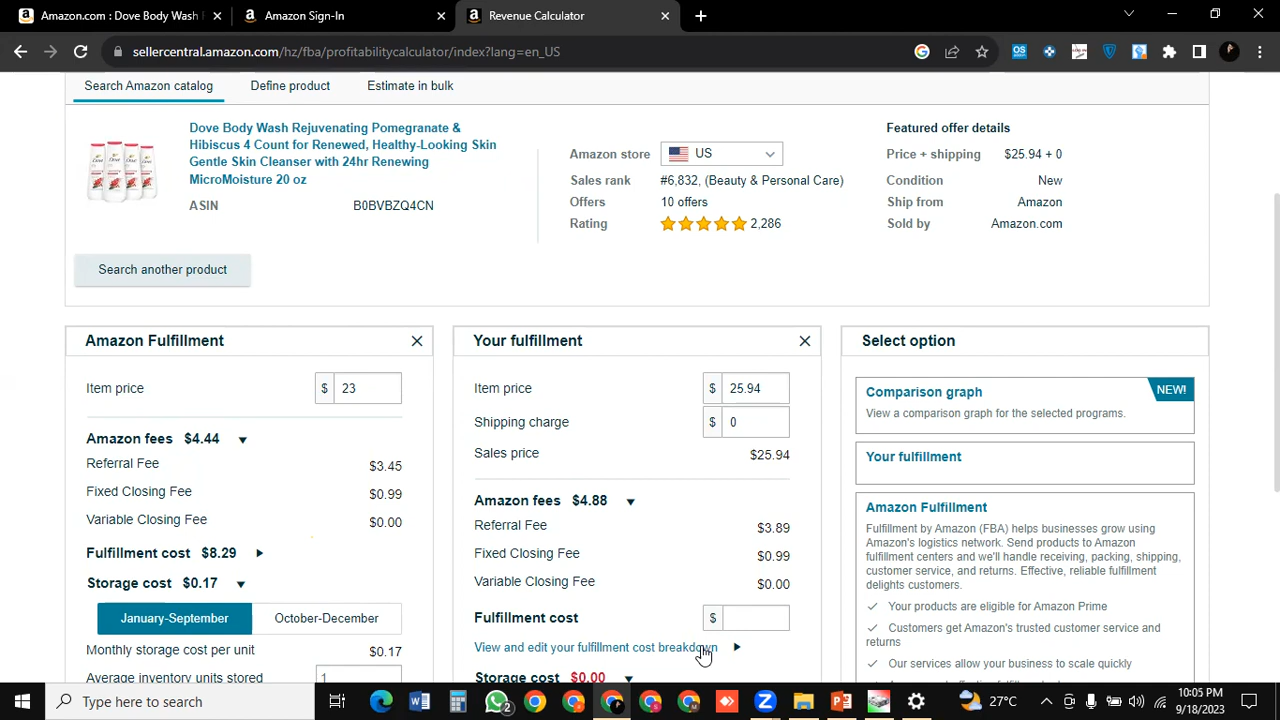 Amazon.com : Dove Body Wash
Amazon Sign-In
Revenue Calculator
sellercentral.amazon.com/hz/fba/profitabilitycalculator/index?lang=en_US
Search Amazon catalog
Define product
Estimate in bulk
Dove Body Wash Rejuvenating Pomegranate &
Hibiscus 4 Count for Renewed, Healthy-Looking Skin
Gentle Skin Cleanser with 24hr Renewing
MicroMoisture 20 oz
ASIN B0BVBZQ4CN
Amazon store US
Sales rank #6,832, (Beauty & Personal Care)
Offers 10 offers
Rating 2,286
Featured offer details
Price + shipping $25.94 + 0
Condition New
Ship from Amazon
Sold by Amazon.com
Search another product
Amazon Fulfillment
Item price $ 23
Amazon fees $4.44
Referral Fee $3.45
Fixed Closing Fee $0.99
Variable Closing Fee $0.00
Fulfillment cost $8.29
Storage cost $0.17
January-September October-December
Monthly storage cost per unit $0.17
Average inventory units stored 1
Your fulfillment
Item price $ 25.94
Shipping charge $ 0
Sales price $25.94
Amazon fees $4.88
Referral Fee $3.89
Fixed Closing Fee $0.99
Variable Closing Fee $0.00
Fulfillment cost $
View and edit your fulfillment cost breakdown
Storage cost $0.00
Select option
Comparison graph NEW!
View a comparison graph for the selected programs.
Your fulfillment
Amazon Fulfillment
Fulfillment by Amazon (FBA) helps businesses grow using
Amazon's logistics network. Send products to Amazon
fulfillment centers and we'll handle receiving, packing, shipping,
customer service, and returns. Effective, reliable fulfillment
delights customers.
Your products are eligible for Amazon Prime
Customers get Amazon's trusted customer service and
returns
Our services allow your business to scale quickly
Type here to search
27°C
10:05 PM
9/18/2023